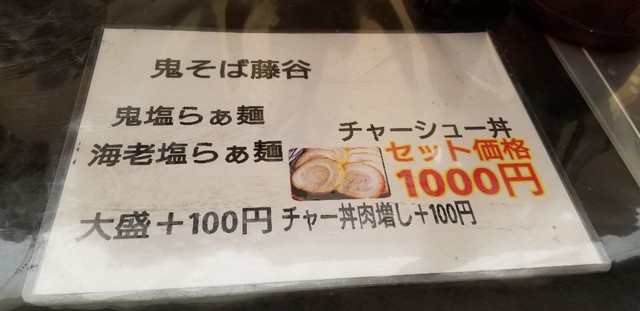 鬼そば藤谷
鬼塩らぁ麺
海老塩らぁ麺
チャーシュー丼
セット価格
1000円
大盛+100円
チャー丼肉増し+100円